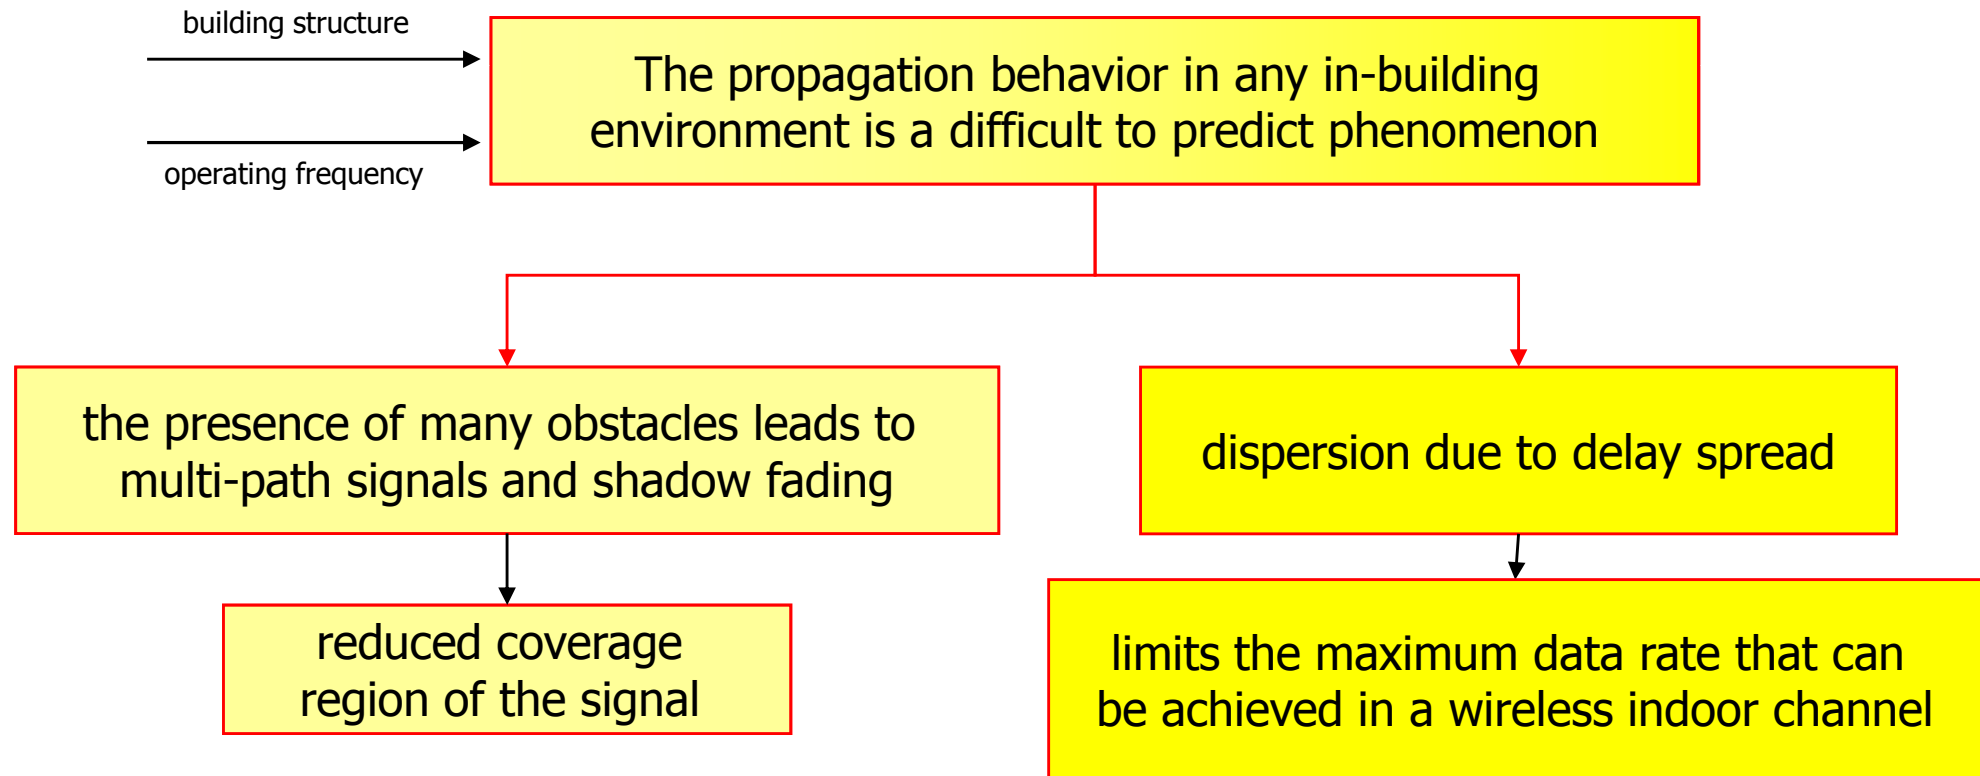 building structure
The propagation behavior in any in-building
environment is a difficult to predict phenomenon
operating frequency
the presence of many obstacles leads to
multi-path signals and shadow fading
dispersion due to delay spread
reduced coverage
region of the signal
limits the maximum data rate that can
be achieved in a wireless indoor channel